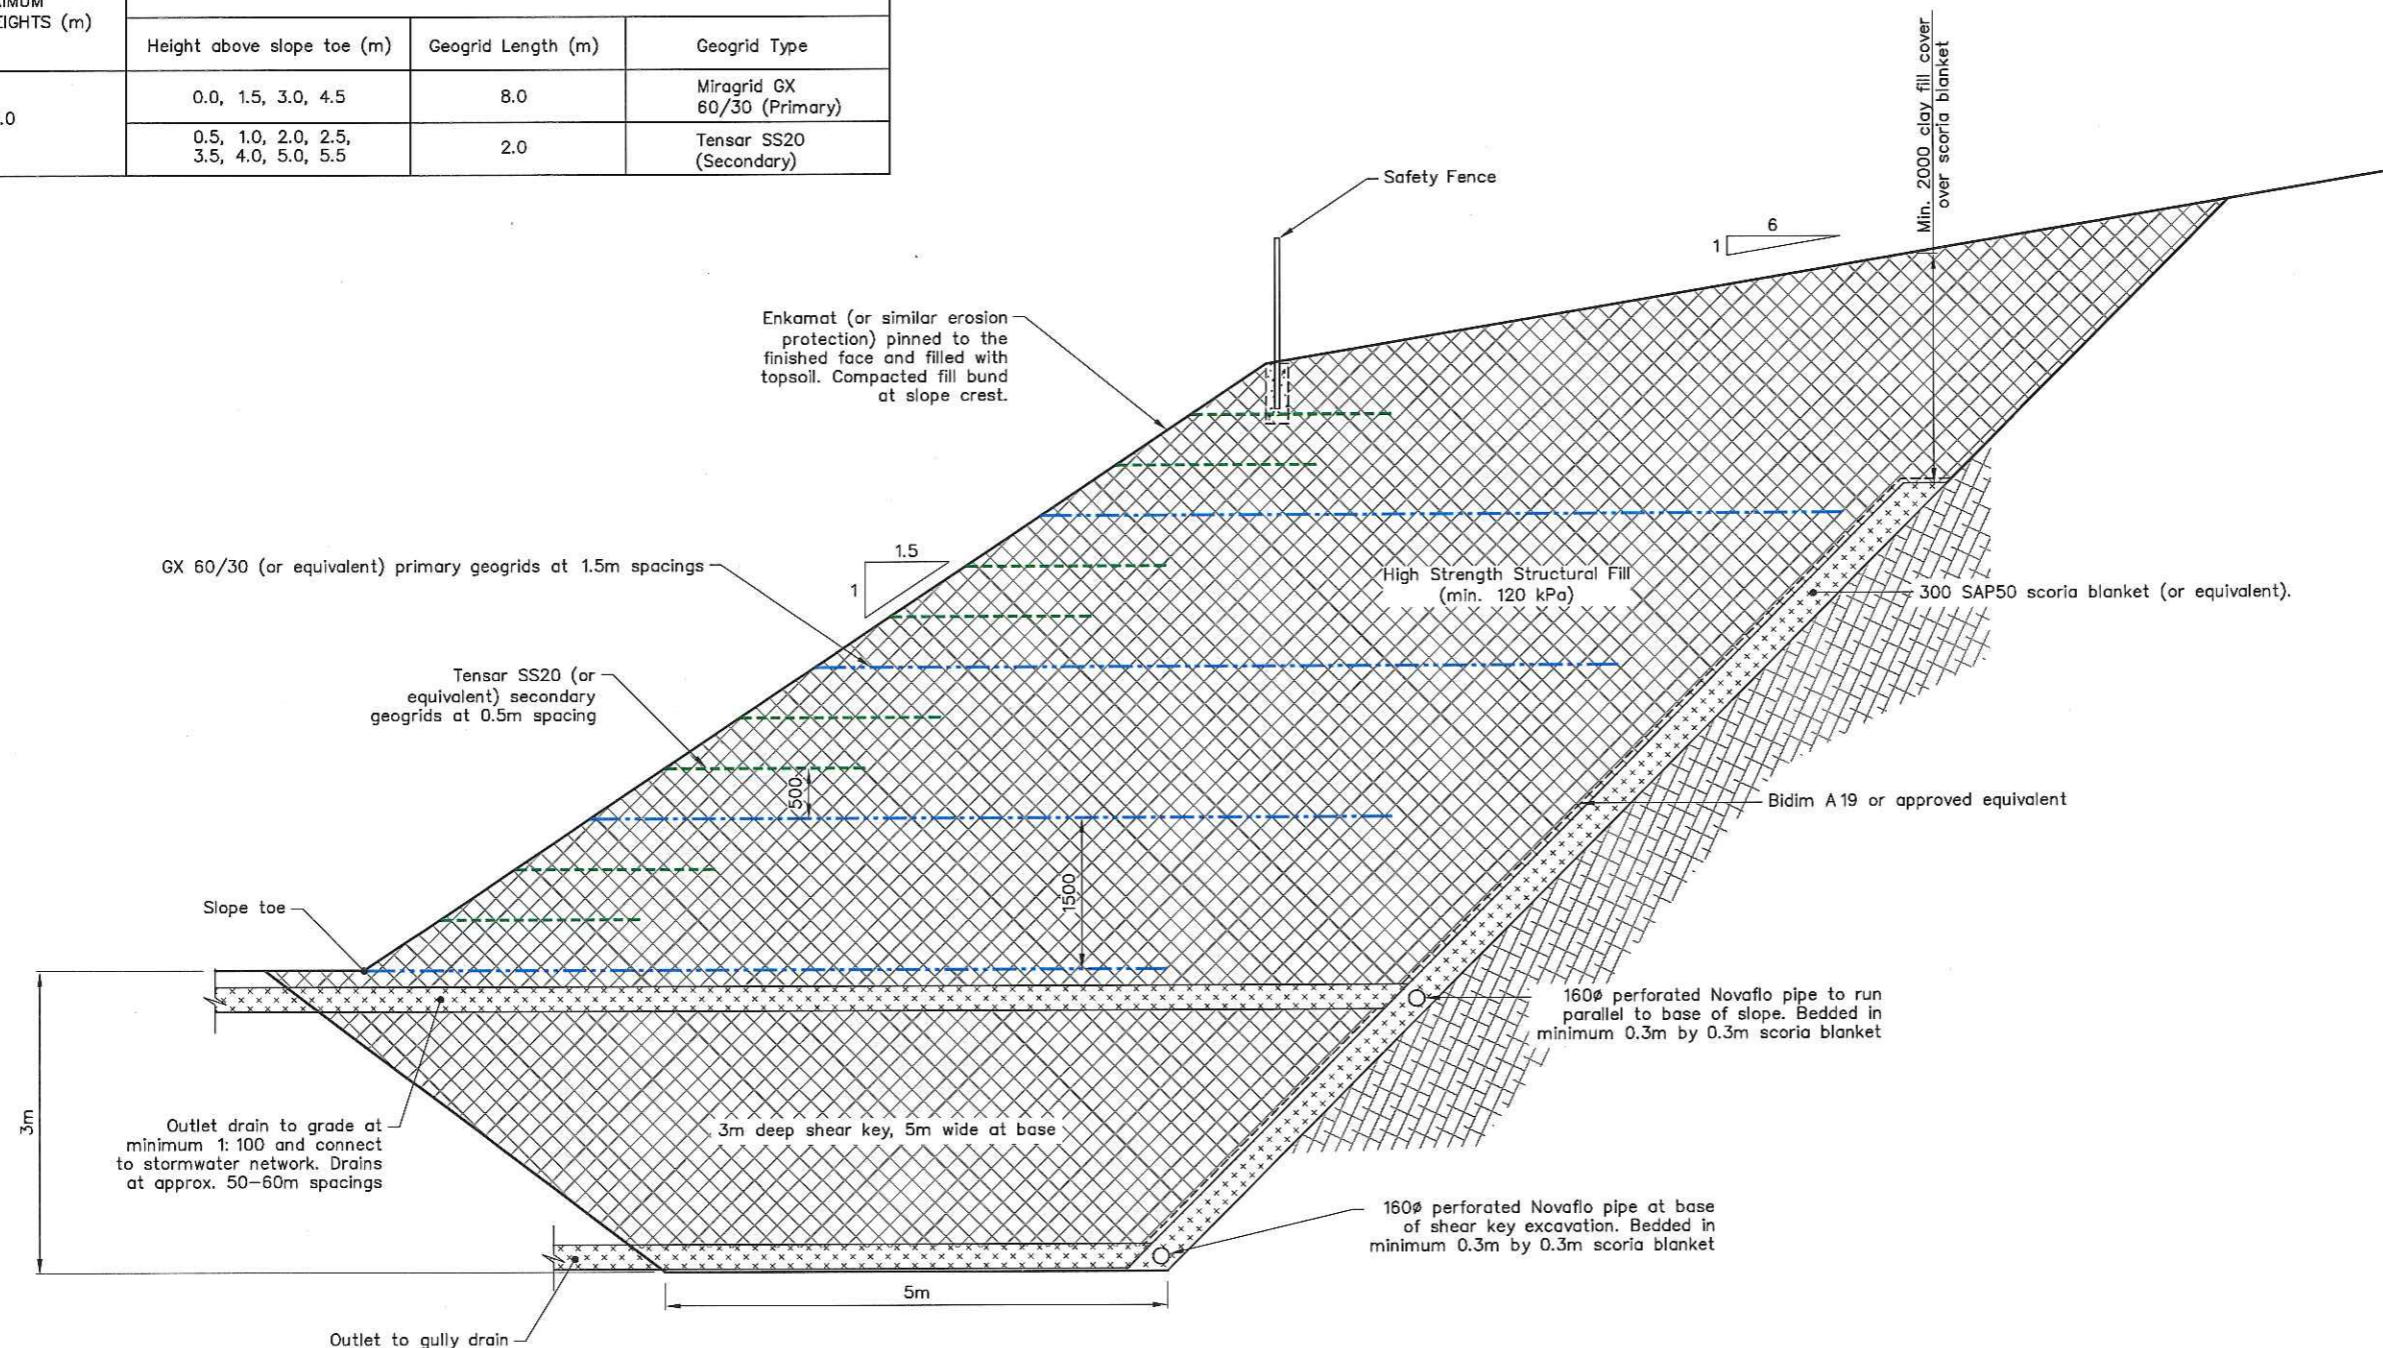 EIGHTS (m)
Height above slope toe (m)
Geogrid Length (m)
Geogrid Type
.0
0.0, 1.5, 3.0, 4.5
8.0
Miragrid GX
60/30 (Primary)
0.5, 1.0, 2.0, 2.5,
3.5, 4.0, 5.0, 5.5
2.0
Tensar SS20
(Secondary)
Min. 2000 clay fill cover
over scoria blanket
Safety Fence
6
1
Enkamat (or similar erosion
protection) pinned to the
finished face and filled with
topsoil. Compacted fill bund
at slope crest.
1.5
1
GX 60/30 (or equivalent) primary geogrids at 1.5m spacings
High Strength Structural Fill
(min. 120 kPa)
300 SAP50 scoria blanket (or equivalent).
Tensar SS20 (or
equivalent) secondary
geogrids at 0.5m spacing
500
Bidim A19 or approved equivalent
1500
Slope toe
160ø perforated Novaflo pipe to run
parallel to base of slope. Bedded in
minimum 0.3m by 0.3m scoria blanket
3m
Outlet drain to grade at
minimum 1: 100 and connect
to stormwater network. Drains
at approx. 50-60m spacings
3m deep shear key, 5m wide at base
160ø perforated Novaflo pipe at base
of shear key excavation. Bedded in
minimum 0.3m by 0.3m scoria blanket
5m
Outlet to gully drain